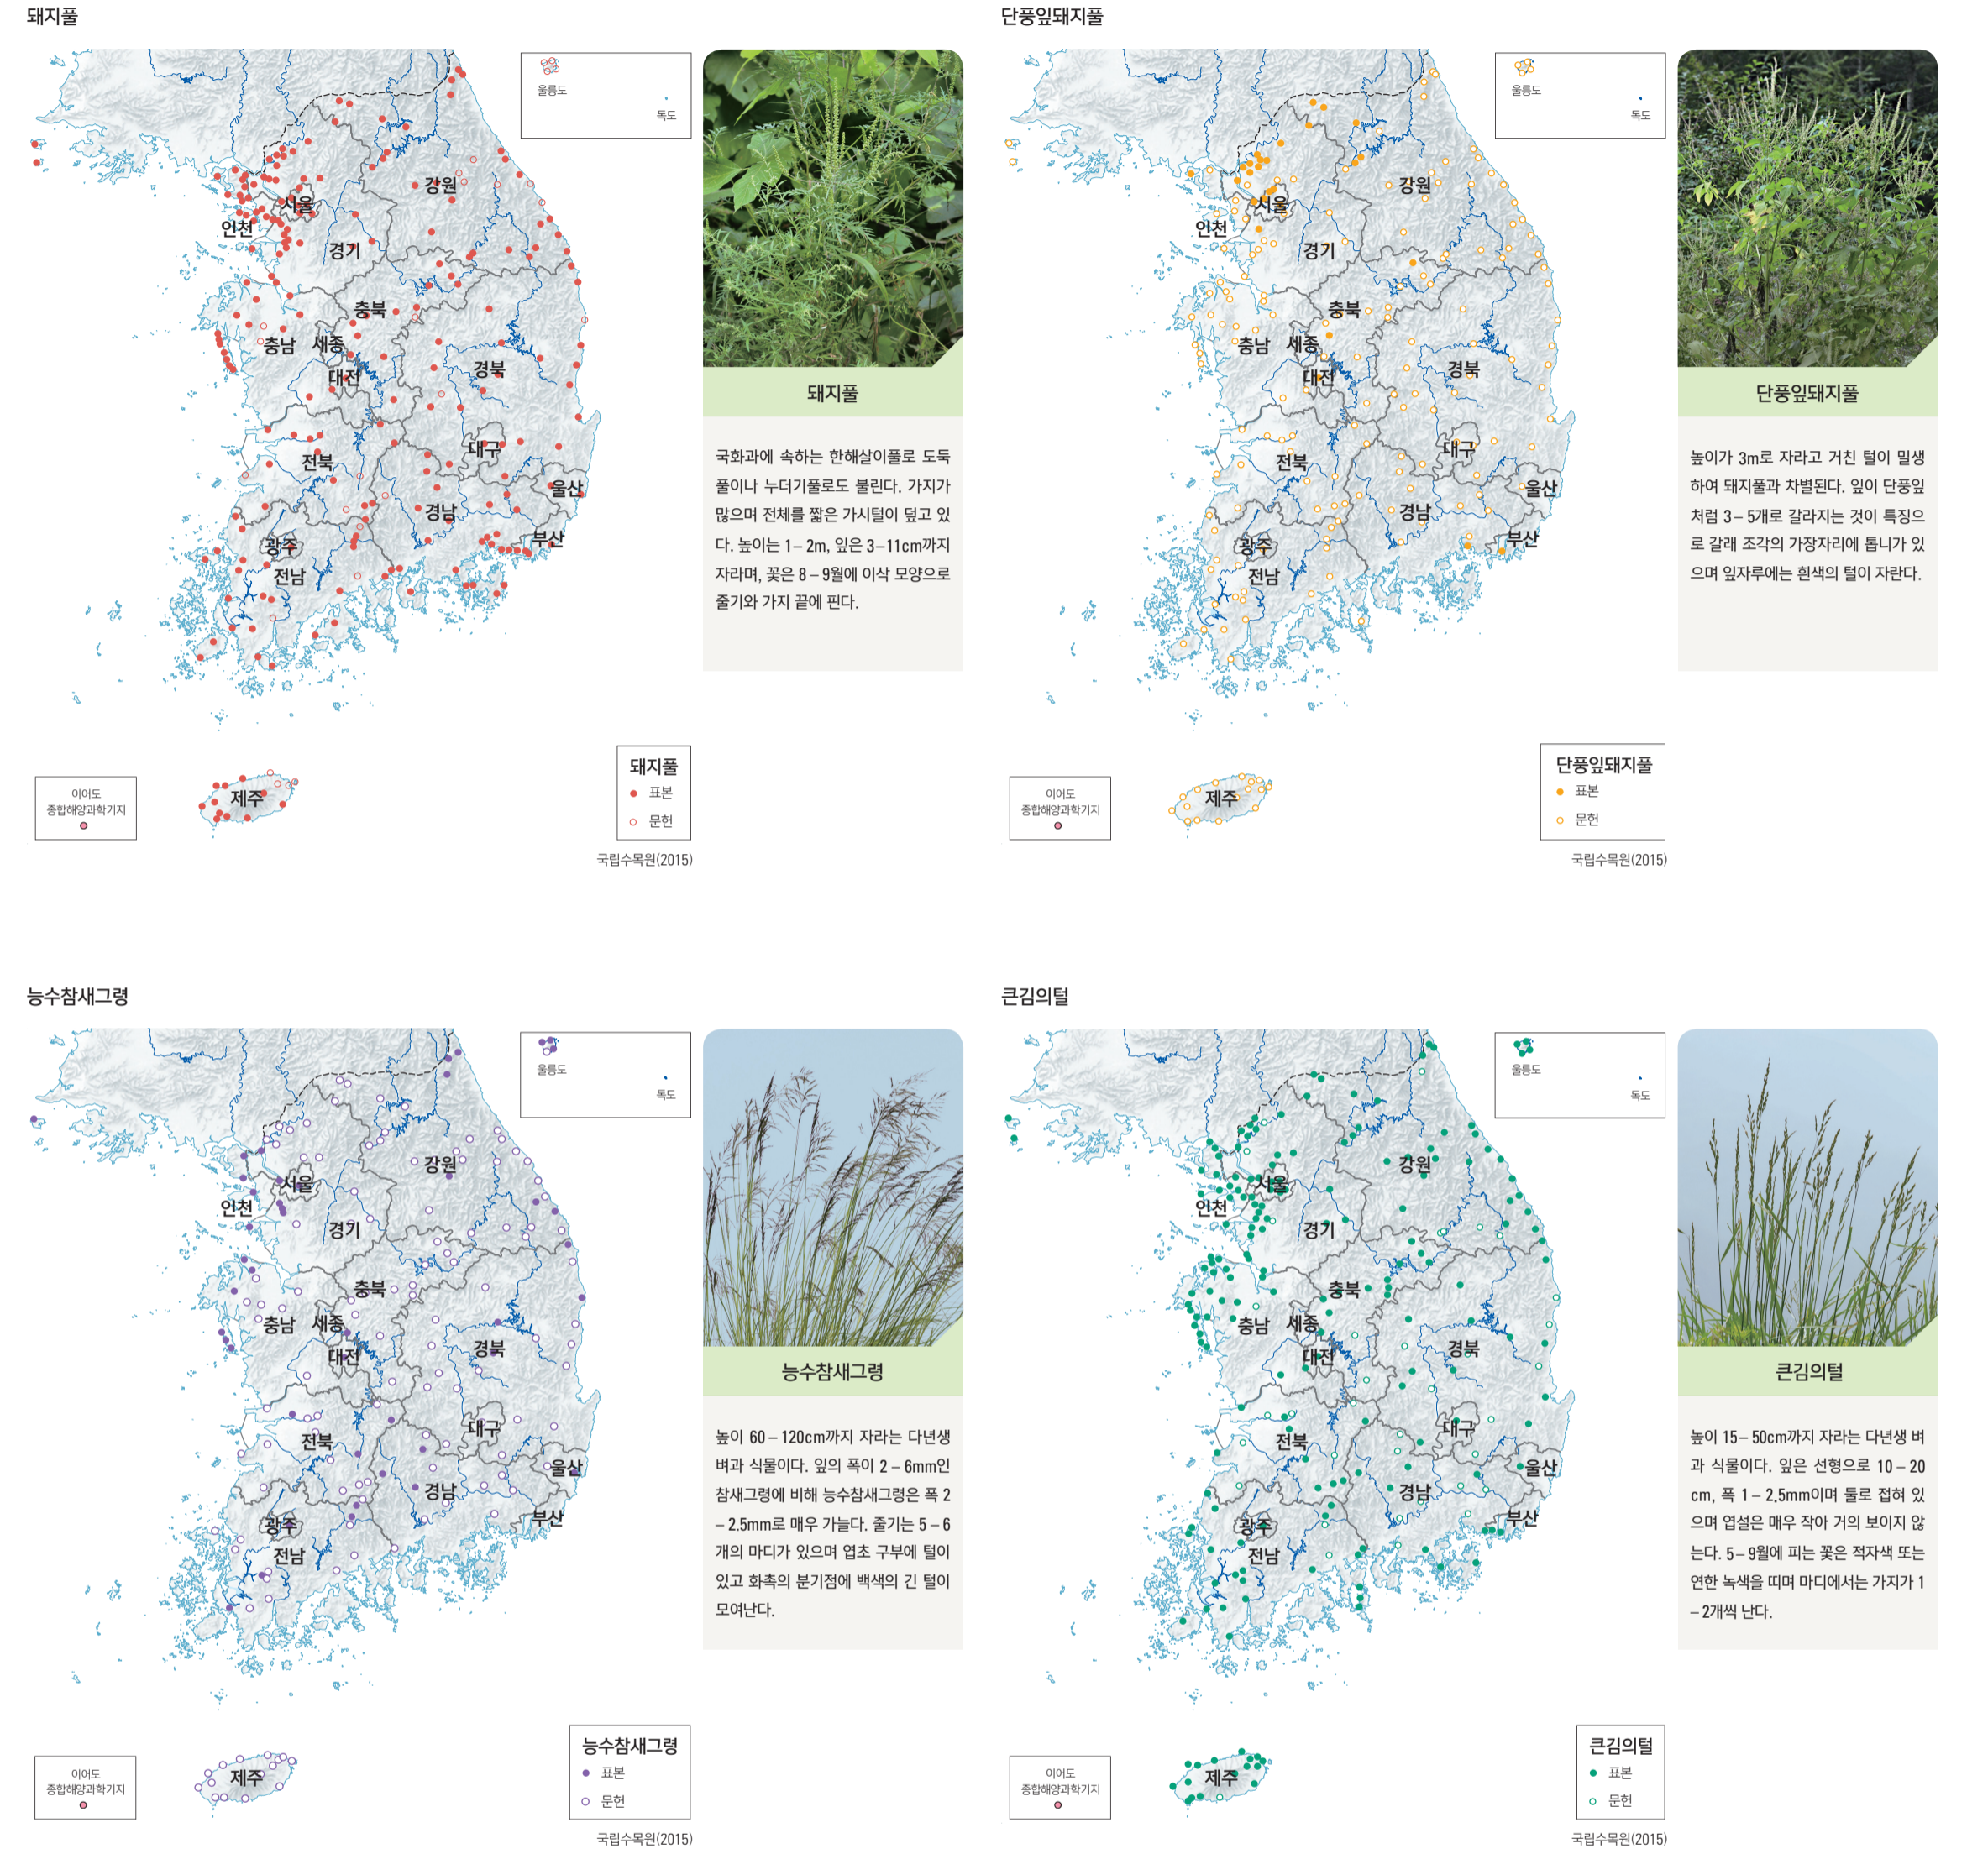 돼지풀
울릉도
독도
강원
서울
인천
경기
충북
충남
세종
대전
경북
대구
전북
울산
경남
부산
광주
전남
제주
이어도
종합해양과학기지
돼지풀
표본
문헌
국립수목원(2015)
돼지풀
국화과에 속하는 한해살이풀로 도둑
풀이나 누더기풀로도 불린다. 가지가
많으며 전체를 짧은 가시털이 덮고 있
다. 높이는 1–2m, 잎은 3–11cm까지
자라며, 꽃은 8–9월에 이삭 모양으로
줄기와 가지 끝에 핀다.
단풍잎돼지풀
울릉도
독도
강원
서울
인천
경기
충북
충남
세종
대전
경북
대구
전북
울산
경남
부산
광주
전남
제주
이어도
종합해양과학기지
단풍잎돼지풀
표본
문헌
국립수목원(2015)
단풍잎돼지풀
높이가 3m로 자라고 거친 털이 밀생
하여 돼지풀과 차별된다. 잎이 단풍잎
처럼 3–5개로 갈라지는 것이 특징으
로 갈래 조각의 가장자리에 톱니가 있
으며 잎자루에는 흰색의 털이 자란다.
능수참새그령
울릉도
독도
강원
서울
인천
경기
충북
충남
세종
대전
경북
대구
전북
울산
경남
부산
광주
전남
제주
이어도
종합해양과학기지
능수참새그령
표본
문헌
국립수목원(2015)
능수참새그령
높이 60–120cm까지 자라는 다년생
벼과 식물이다. 잎의 폭이 2–6mm인
참새그령에 비해 능수참새그령은 폭 2
–2.5mm로 매우 가늘다. 줄기는 5–6
개의 마디가 있으며 엽초 구부에 털이
있고 화축의 분기점에 백색의 긴 털이
모여난다.
큰김의털
울릉도
독도
강원
서울
인천
경기
충북
충남
세종
대전
경북
대구
전북
울산
경남
부산
광주
전남
제주
이어도
종합해양과학기지
큰김의털
표본
문헌
국립수목원(2015)
큰김의털
높이 15–50cm까지 자라는 다년생 벼
과 식물이다. 잎은 선형으로 10–20
cm, 폭 1–2.5mm이며 둘로 접혀 있
으며 엽설은 매우 작아 거의 보이지 않
는다. 5–9월에 피는 꽃은 적자색 또는
연한 녹색을 띠며 마디에서는 가지가 1
–2개씩 난다.